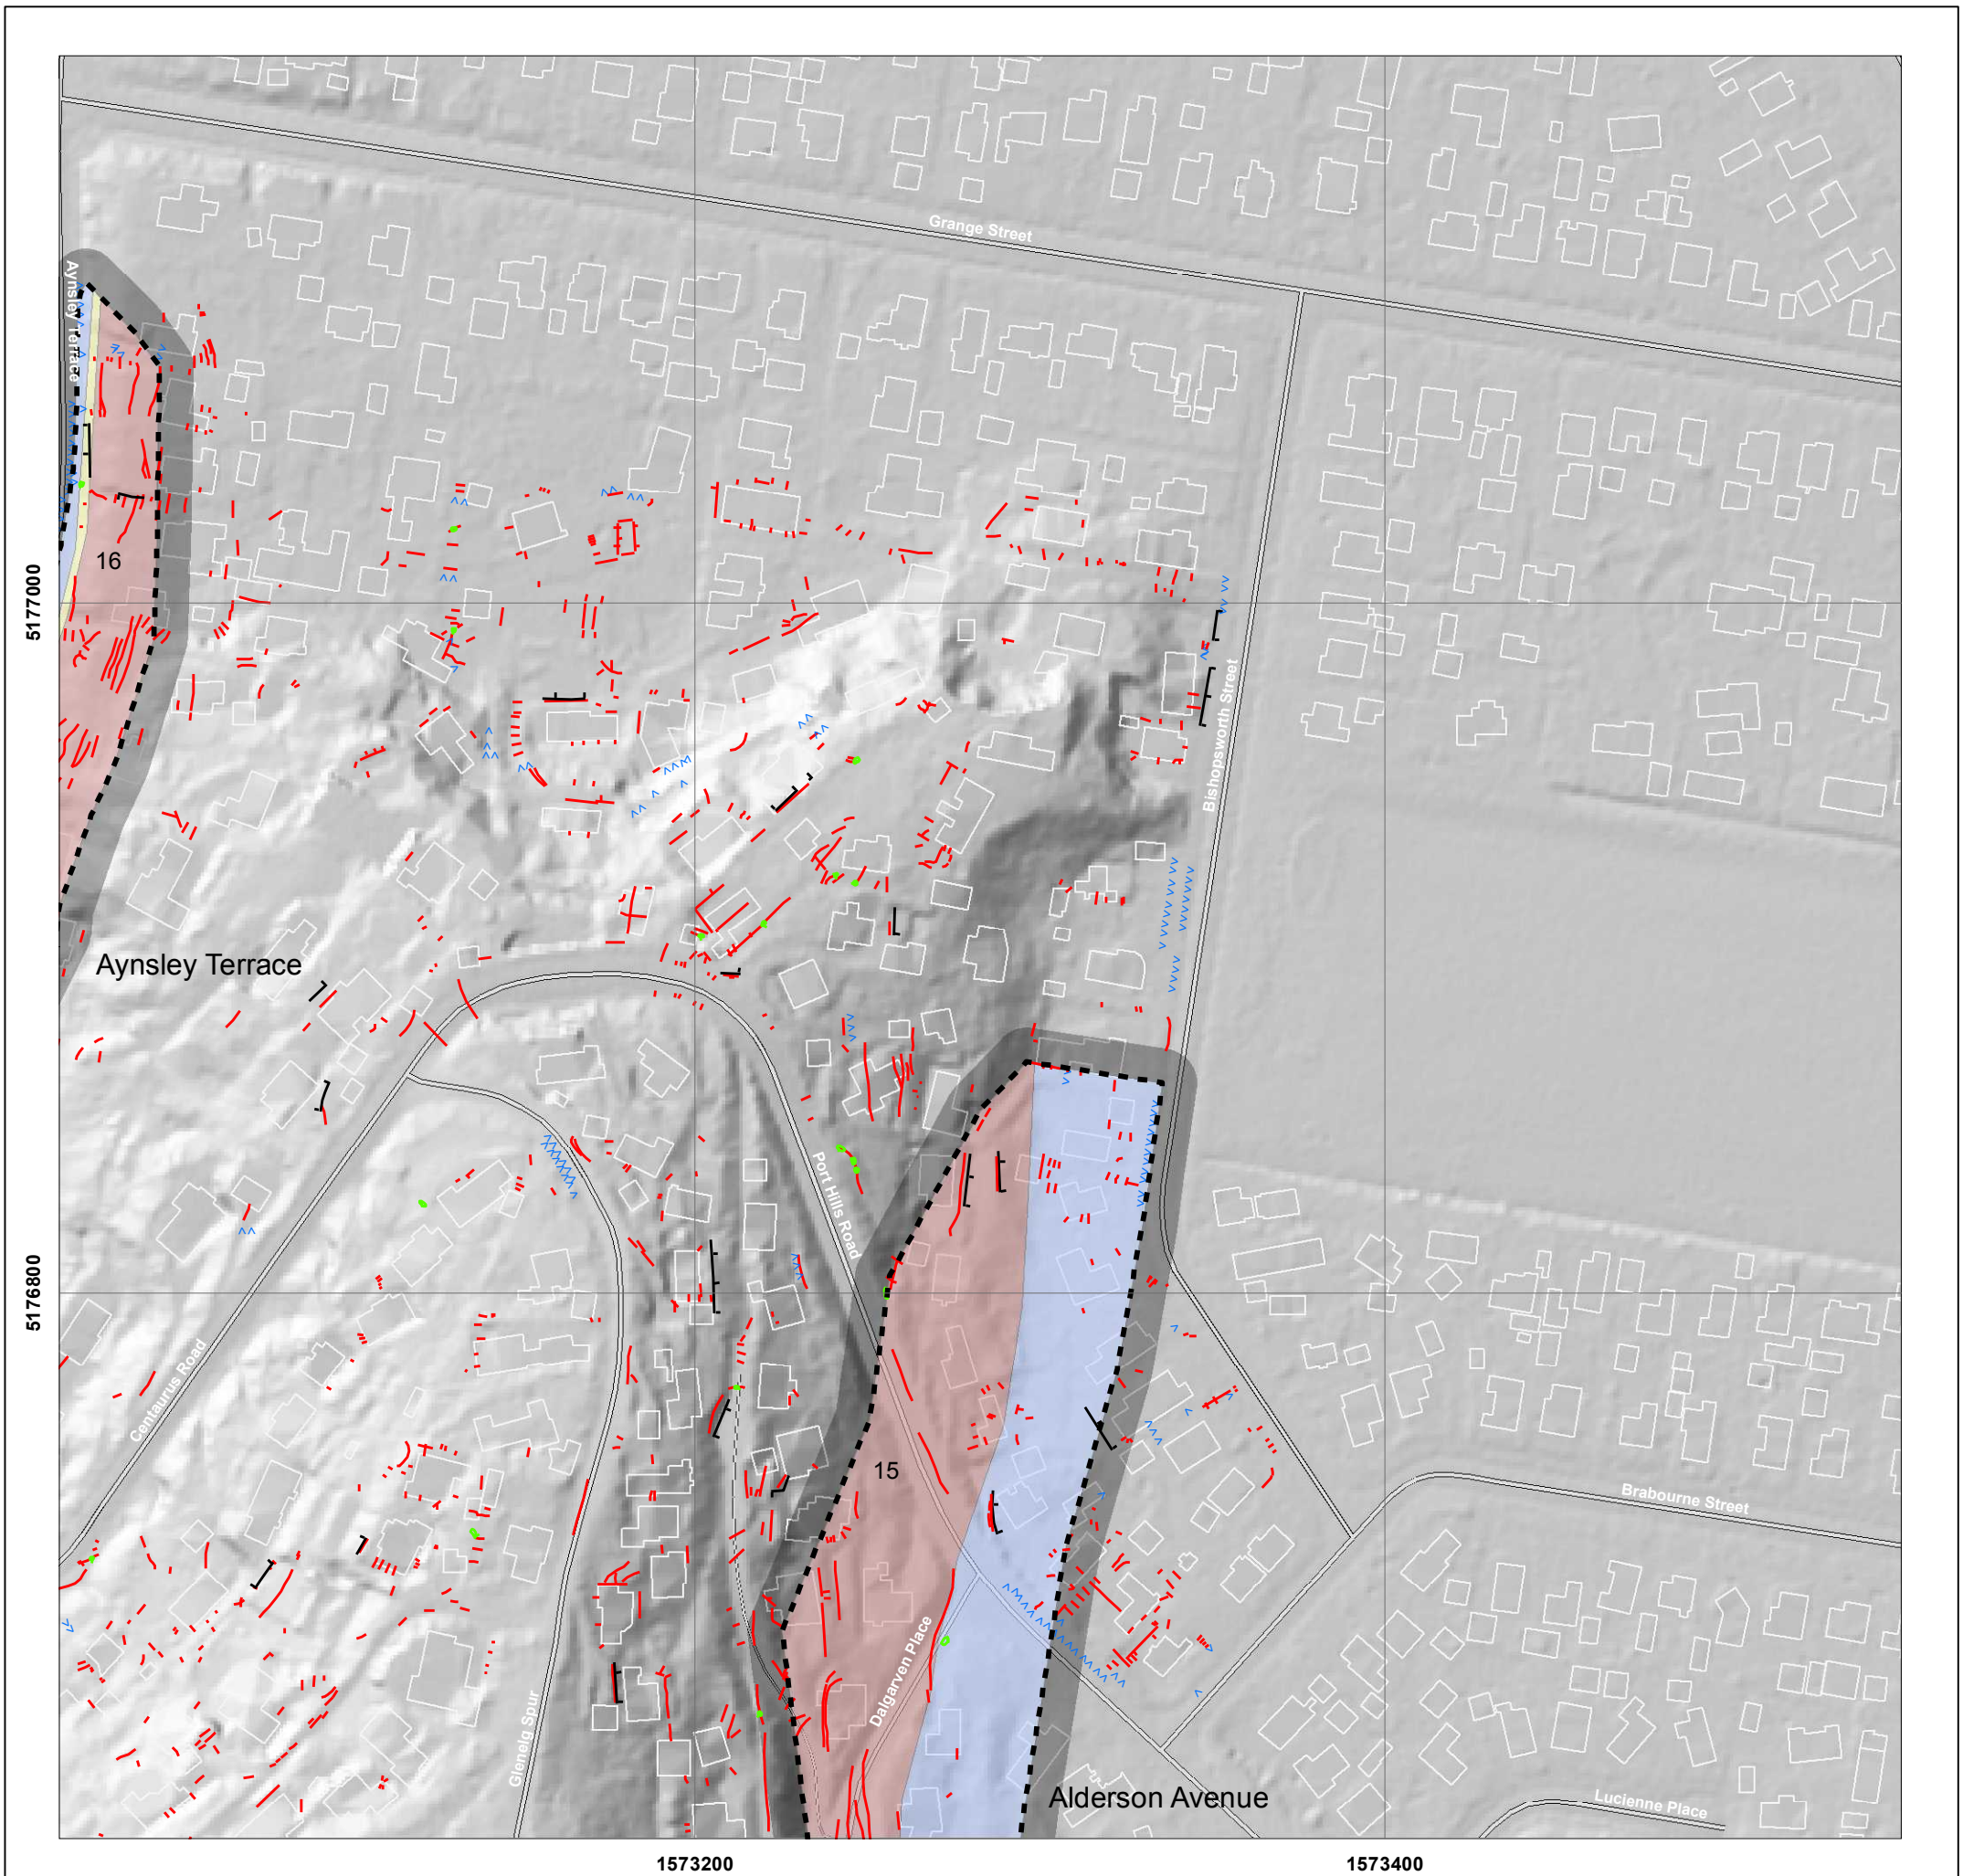 Grange Street
Aynsley Terrace
16
5177000
Bishopsworth Street
Aynsley Terrace
Port Hills Road
5176800
Centaurus Road
15
Brabourne Street
Dalgarven Place
Glenelg Spur
Alderson Avenue
Lucienne Place
1573200
1573400